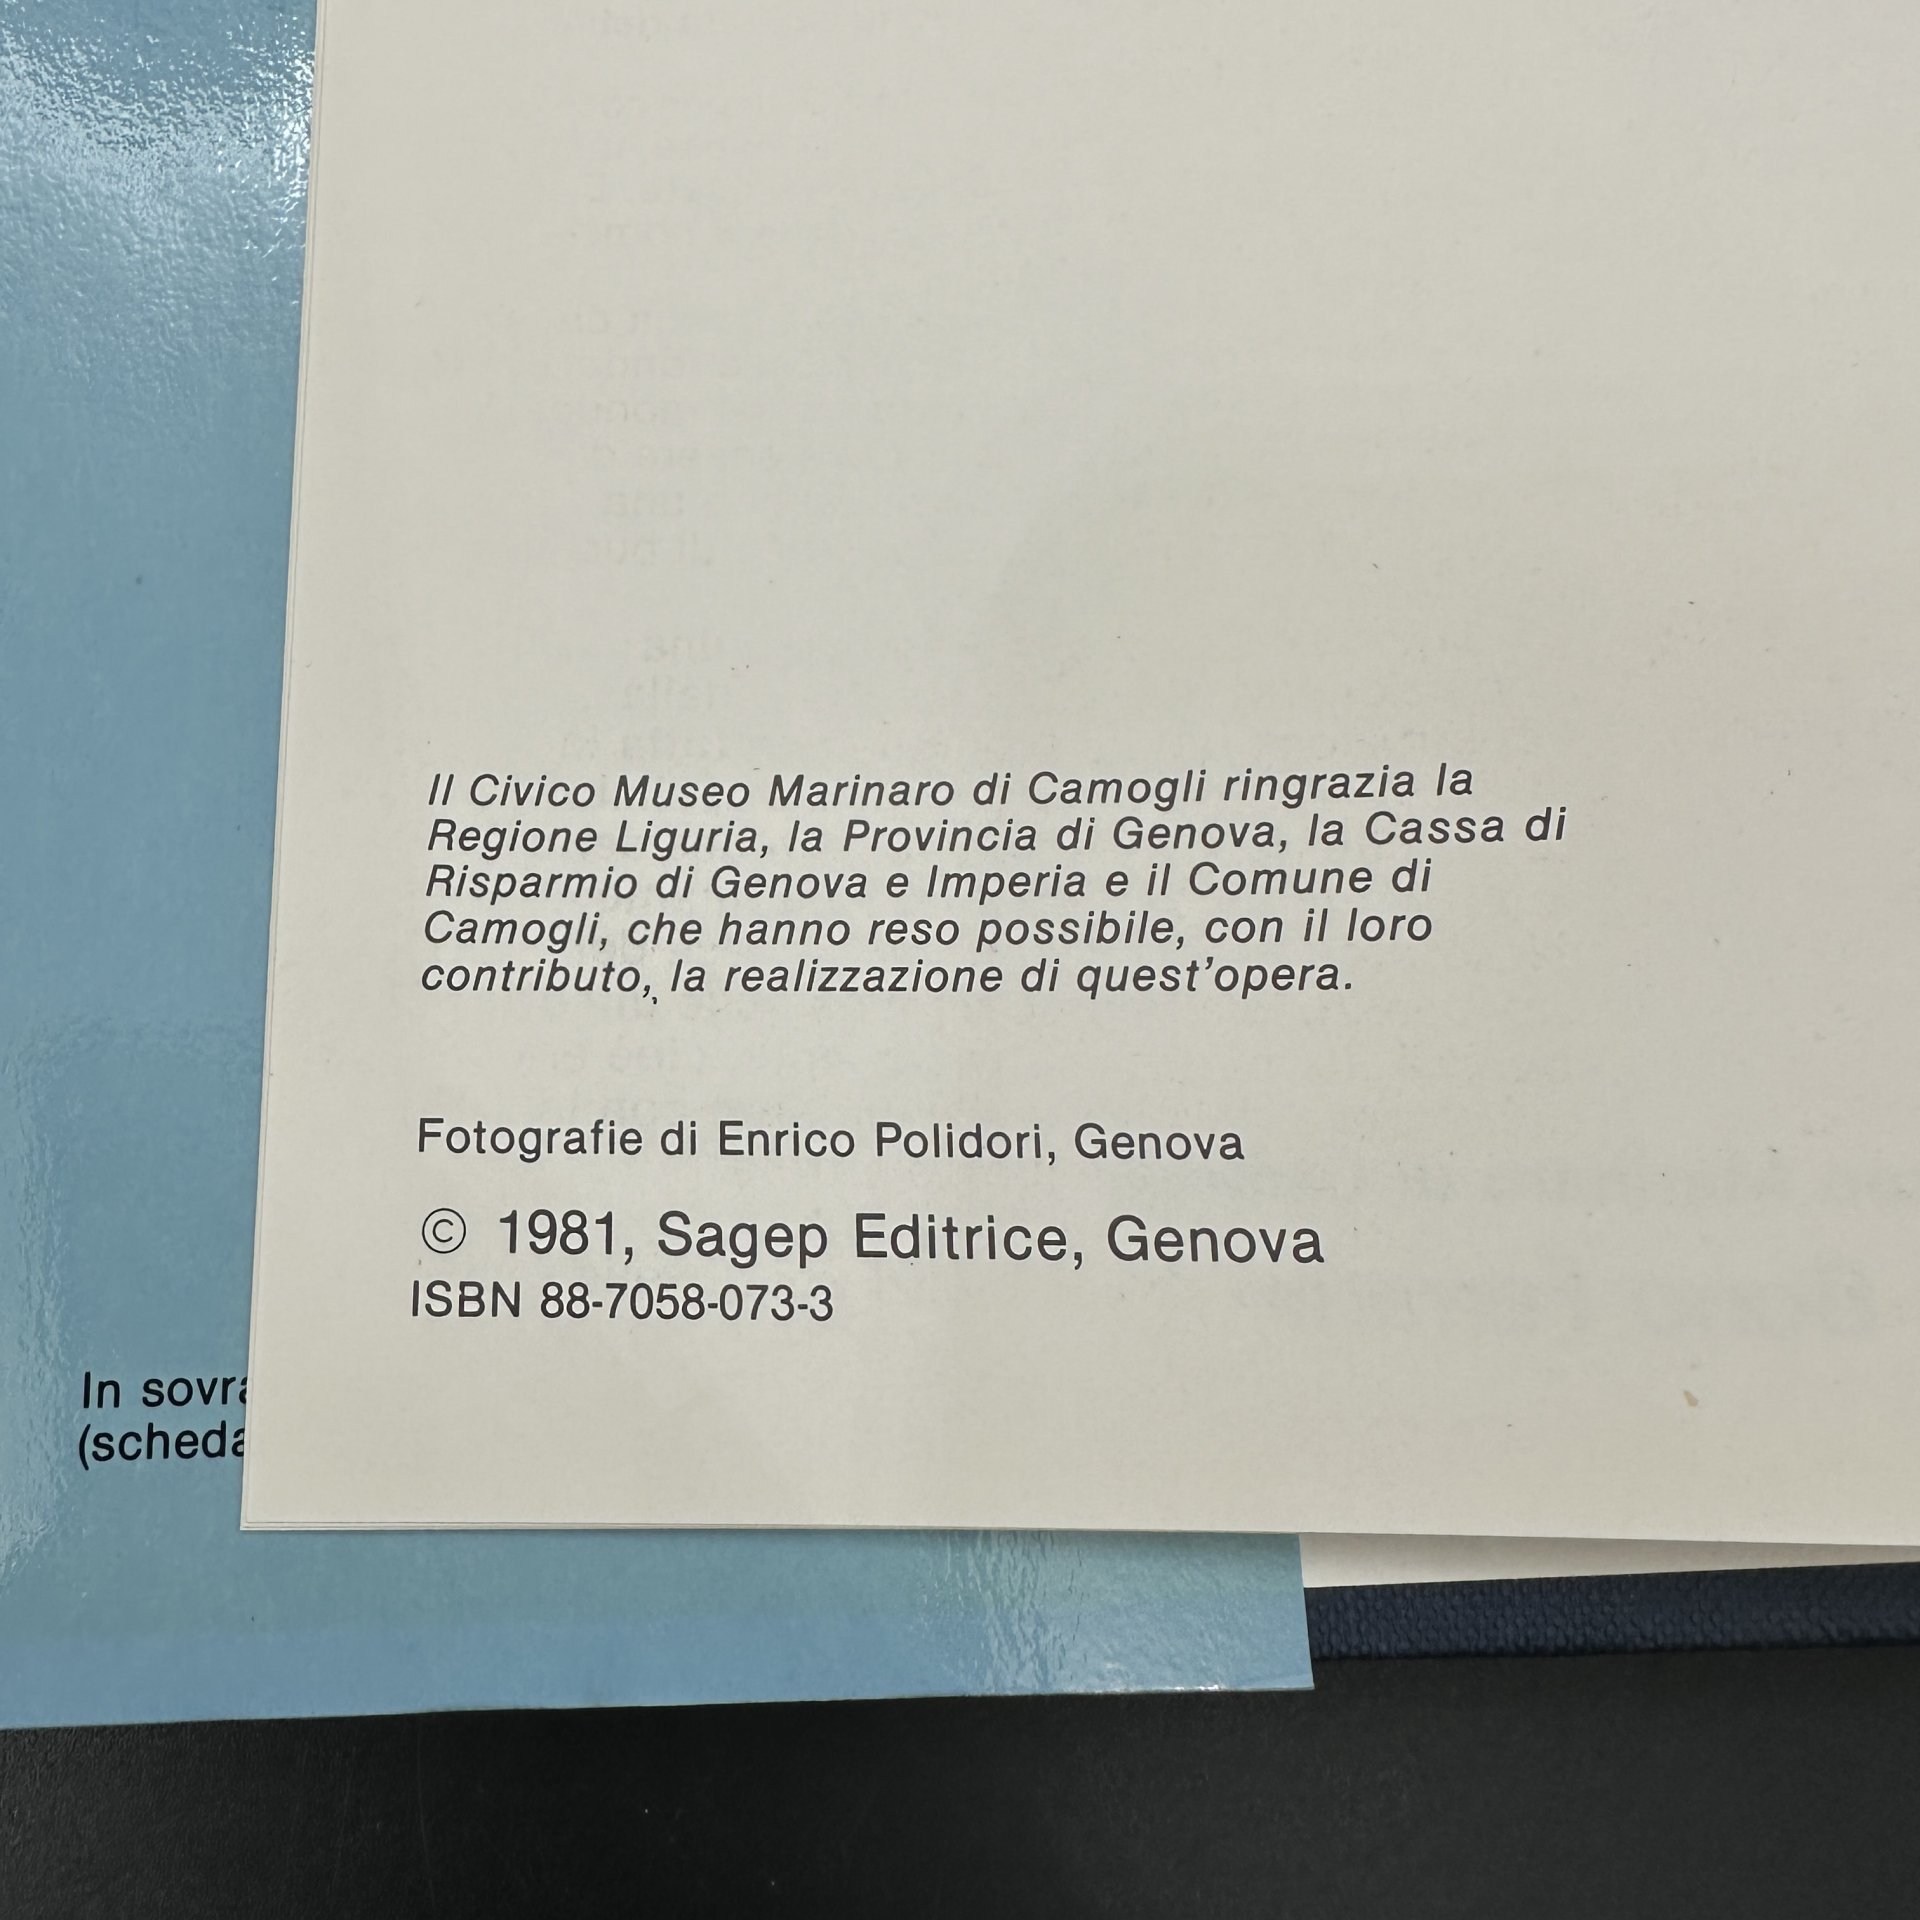 Il Civico Museo Marinaro di Camogli ringrazia la
Regione Liguria, la Provincia di Genova, la Cassa di
Risparmio di Genova e Imperia e il Comune di
Camogli, che hanno reso possibile, con il loro
contributo, la realizzazione di quest'opera.
Fotografie di Enrico Polidori, Genova
© 1981, Sagep Editrice, Genova
ISBN 88-7058-073-3
In